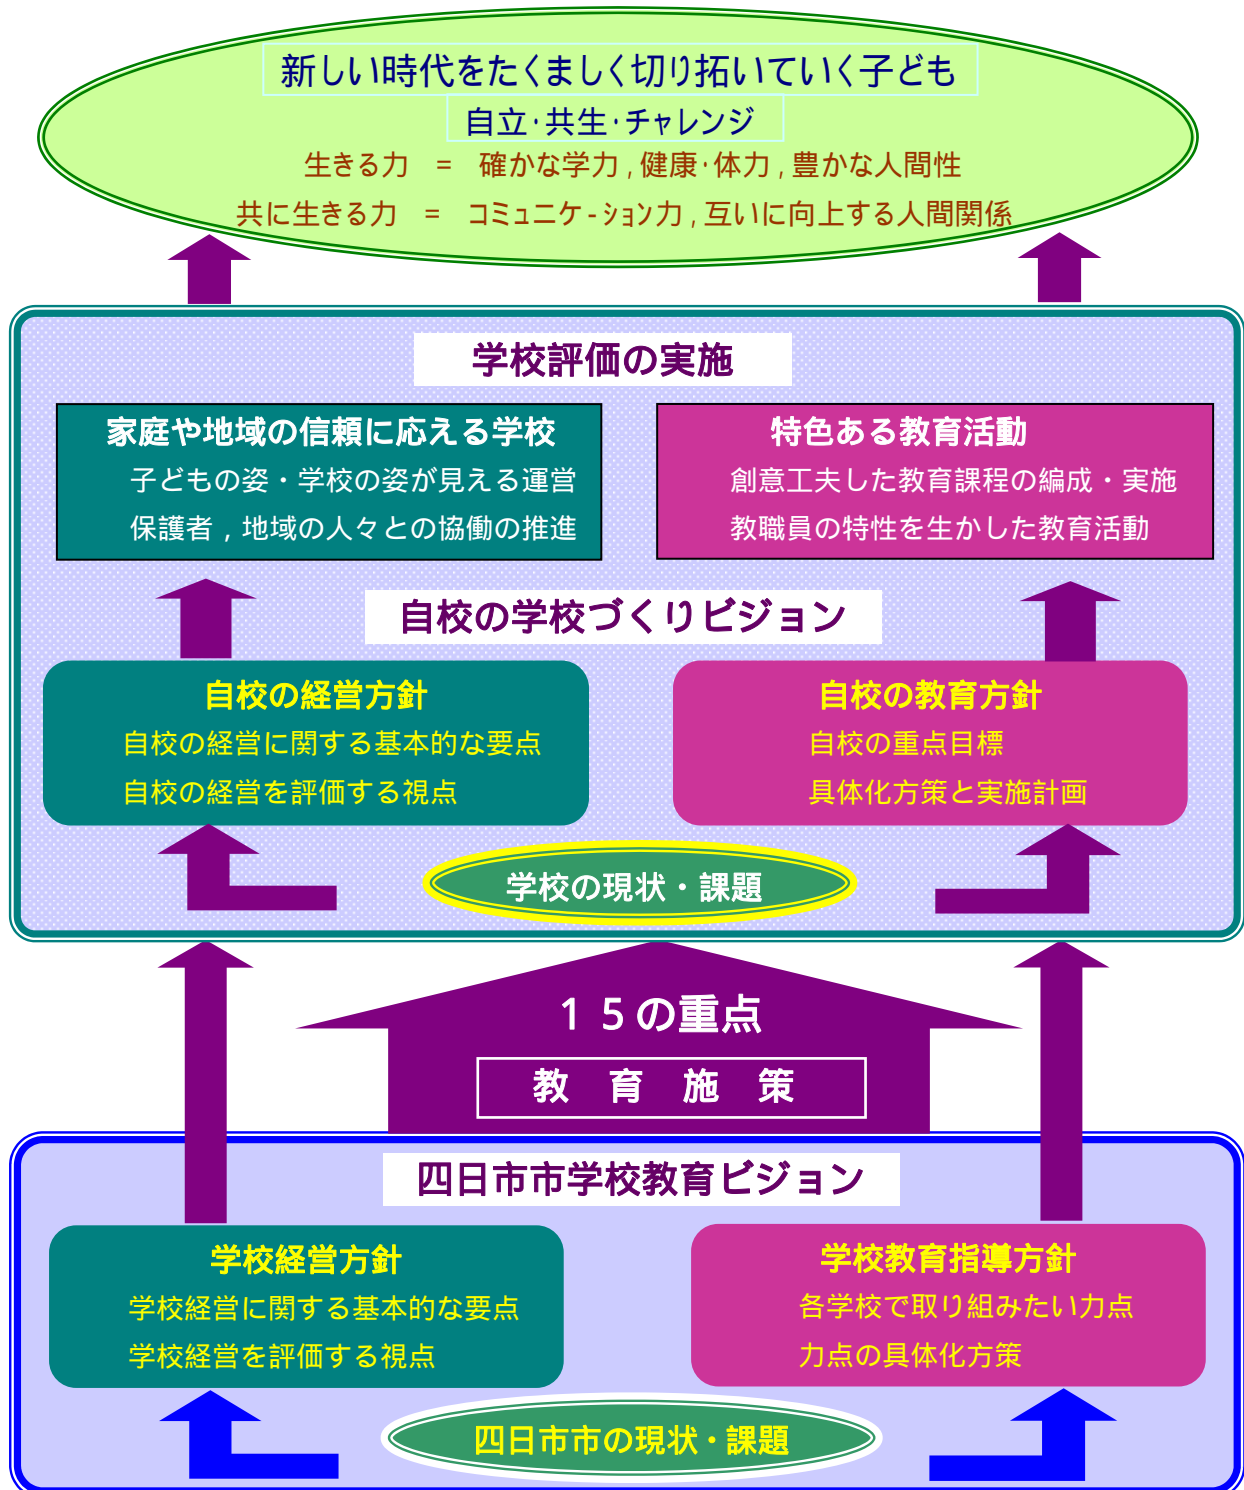 新しい時代をたくましく切り拓いていく子ども
自立・共生・チャレンジ
生きる力 = 確かな学力,健康・体力,豊かな人間性
共に生きる力 = コミュニケ-ション力,互いに向上する人間関係
学校評価の実施
家庭や地域の信頼に応える学校
子どもの姿・学校の姿が見える運営
保護者,地域の人々との協働の推進
特色ある教育活動
創意工夫した教育課程の編成・実施
教職員の特性を生かした教育活動
自校の学校づくりビジョン
自校の経営方針
自校の経営に関する基本的な要点
自校の経営を評価する視点
自校の教育方針
自校の重点目標
具体化方策と実施計画
学校の現状・課題
15の重点
教 育 施 策
四日市市学校教育ビジョン
学校経営方針
学校経営に関する基本的な要点
学校経営を評価する視点
学校教育指導方針
各学校で取り組みたい力点
力点の具体化方策
四日市市の現状・課題